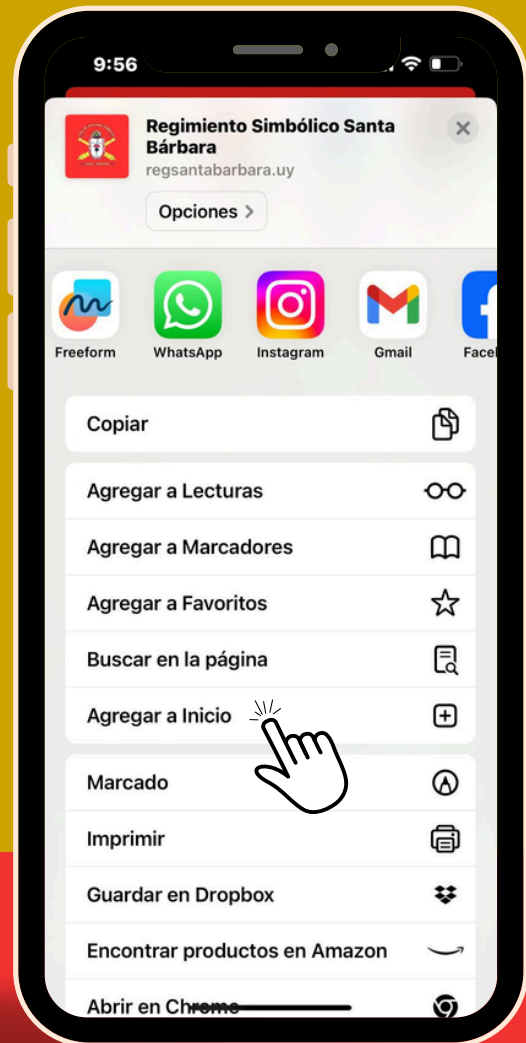 9:56
Regimiento Simbólico Santa
Bárbara
regsantabarbara.uy
Opciones >
Freeform WhatsApp Instagram Gmail Face
Copiar
Agregar a Lecturas
Agregar a Marcadores
Agregar a Favoritos
Buscar en la página
Agregar a Inicio
Marcado
Imprimir
Guardar en Dropbox
Encontrar productos en Amazon
Abrir en Chrome